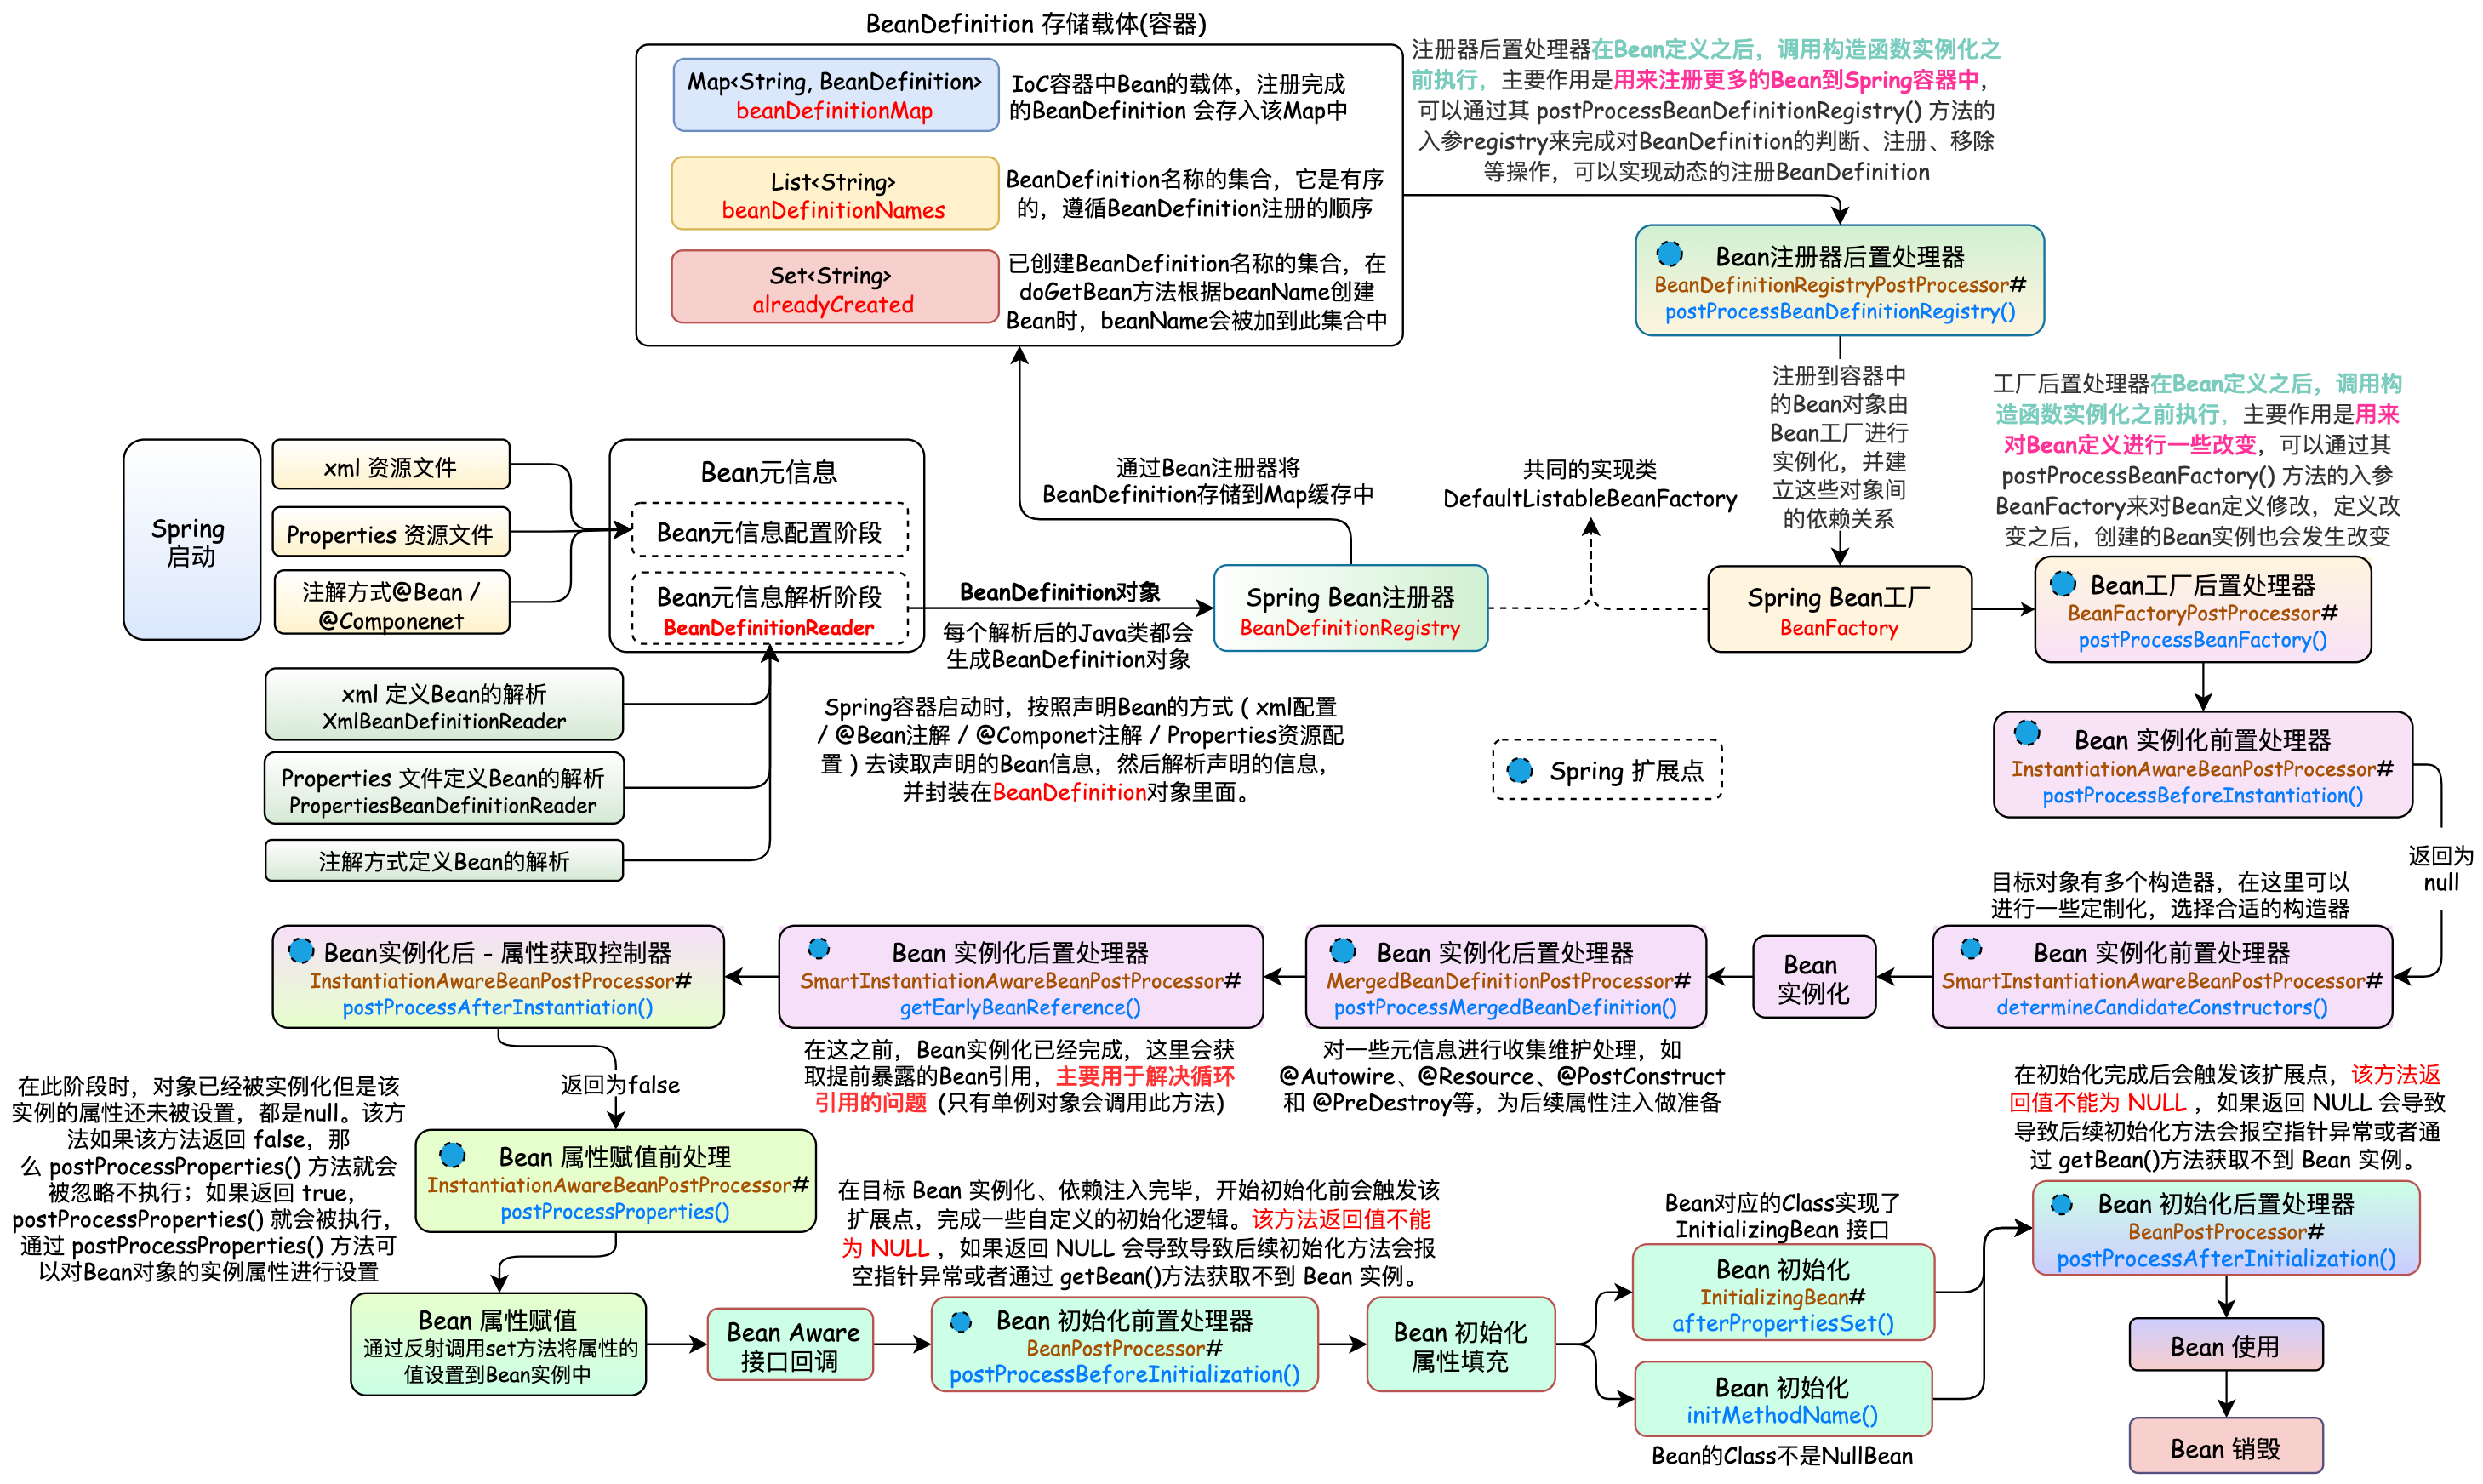 BeanDefinition 存储载体(容器)
Map<String, BeanDefinition>
beanDefinitionMap
IoC容器中Bean的载体，注册完成
的BeanDefinition 会存入该Map中
List<String>
beanDefinitionNames
BeanDefinition名称的集合，它是有序
的，遵循BeanDefinition注册的顺序
Set<String>
alreadyCreated
已创建BeanDefinition名称的集合，在
doGetBean方法根据beanName创建
Bean时，beanName会被加到此集合中
注册器后置处理器在Bean定义之后，调用构造函数实例化之
前执行，主要作用是用来注册更多的Bean到Spring容器中，
可以通过其 postProcessBeanDefinitionRegistry() 方法的
入参registry来完成对BeanDefinition的判断、注册、移除
等操作，可以实现动态的注册BeanDefinition
Bean注册器后置处理器
BeanDefinitionRegistryPostProcessor#
postProcessBeanDefinitionRegistry()
注册到容器中
的Bean对象由
Bean工厂进行
实例化，并建
立这些对象间
的依赖关系
工厂后置处理器在Bean定义之后，调用构
造函数实例化之前执行，主要作用是用来
对Bean定义进行一些改变，可以通过其
postProcessBeanFactory() 方法的入参
BeanFactory来对Bean定义修改，定义改
变之后，创建的Bean实例也会发生改变
Spring
启动
xml 资源文件
Properties 资源文件
注解方式@Bean /
@Componenet
Bean元信息
Bean元信息配置阶段
Bean元信息解析阶段
BeanDefinitionReader
BeanDefinition对象
每个解析后的Java类都会
生成BeanDefinition对象
通过Bean注册器将
BeanDefinition存储到Map缓存中
Spring Bean注册器
BeanDefinitionRegistry
共同的实现类
DefaultListableBeanFactory
Spring Bean工厂
BeanFactory
Bean工厂后置处理器
BeanFactoryPostProcessor#
postProcessBeanFactory()
xml 定义Bean的解析
XmlBeanDefinitionReader
Properties 文件定义Bean的解析
PropertiesBeanDefinitionReader
注解方式定义Bean的解析
Spring容器启动时，按照声明Bean的方式 ( xml配置
/ @Bean注解 / @Componet注解 / Properties资源配
置 ) 去读取声明的Bean信息，然后解析声明的信息，
并封装在BeanDefinition对象里面。
Spring 扩展点
Bean 实例化前置处理器
InstantiationAwareBeanPostProcessor#
postProcessBeforeInstantiation()
返回为
null
目标对象有多个构造器，在这里可以
进行一些定制化，选择合适的构造器
Bean 实例化前置处理器
SmartInstantiationAwareBeanPostProcessor#
determineCandidateConstructors()
Bean
实例化
Bean 实例化后置处理器
MergedBeanDefinitionPostProcessor#
postProcessMergedBeanDefinition()
对一些元信息进行收集维护处理，如
@Autowire、@Resource、@PostConstruct
和 @PreDestroy等，为后续属性注入做准备
Bean 实例化后置处理器
SmartInstantiationAwareBeanPostProcessor#
getEarlyBeanReference()
在这之前，Bean实例化已经完成，这里会获
取提前暴露的Bean引用，主要用于解决循环
引用的问题 (只有单例对象会调用此方法)
Bean实例化后 - 属性获取控制器
InstantiationAwareBeanPostProcessor#
postProcessAfterInstantiation()
返回为false
在此阶段时，对象已经被实例化但是该
实例的属性还未被设置，都是null。该方
法如果该方法返回 false，那
么 postProcessProperties() 方法就会
被忽略不执行；如果返回 true，
postProcessProperties() 就会被执行，
通过 postProcessProperties() 方法可
以对Bean对象的实例属性进行设置
Bean 属性赋值前处理
InstantiationAwareBeanPostProcessor#
postProcessProperties()
Bean 属性赋值
通过反射调用set方法将属性的
值设置到Bean实例中
Bean Aware
接口回调
在目标 Bean 实例化、依赖注入完毕，开始初始化前会触发该
扩展点，完成一些自定义的初始化逻辑。该方法返回值不能
为 NULL ，如果返回 NULL 会导致导致后续初始化方法会报
空指针异常或者通过 getBean()方法获取不到 Bean 实例。
Bean 初始化前置处理器
BeanPostProcessor#
postProcessBeforeInitialization()
Bean 初始化
属性填充
Bean对应的Class实现了
InitializingBean 接口
Bean 初始化
InitializingBean#
afterPropertiesSet()
Bean 初始化
initMethodName()
Bean的Class不是NullBean
在初始化完成后会触发该扩展点，该方法返
回值不能为 NULL ，如果返回 NULL 会导致
导致后续初始化方法会报空指针异常或者通
过 getBean()方法获取不到 Bean 实例。
Bean 初始化后置处理器
BeanPostProcessor#
postProcessAfterInitialization()
Bean 使用
Bean 销毁